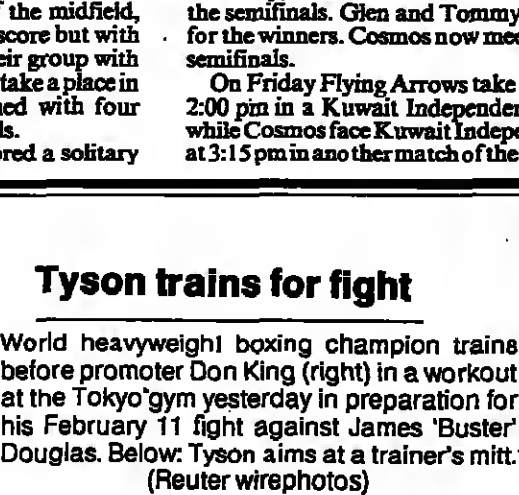 the midfield,
score but with
eir group with
take a place in
ned with four
ls.
ored a solitary
the semifinals. Glen and Tommy
for the winners. Cosmos now mee
semifinals.
On Friday Flying Arrows take
2:00 pm in a Kuwait Independen
while Cosmos face Kuwait Indepe
at 3:15 pm in another match of the
Tyson trains for fight
World heavyweight boxing champion trains
before promoter Don King (right) in a workout
at the Tokyo gym yesterday in preparation for
his February 11 fight against James 'Buster'
Douglas. Below: Tyson aims at a trainer's mitt.
(Reuter wirephotos)